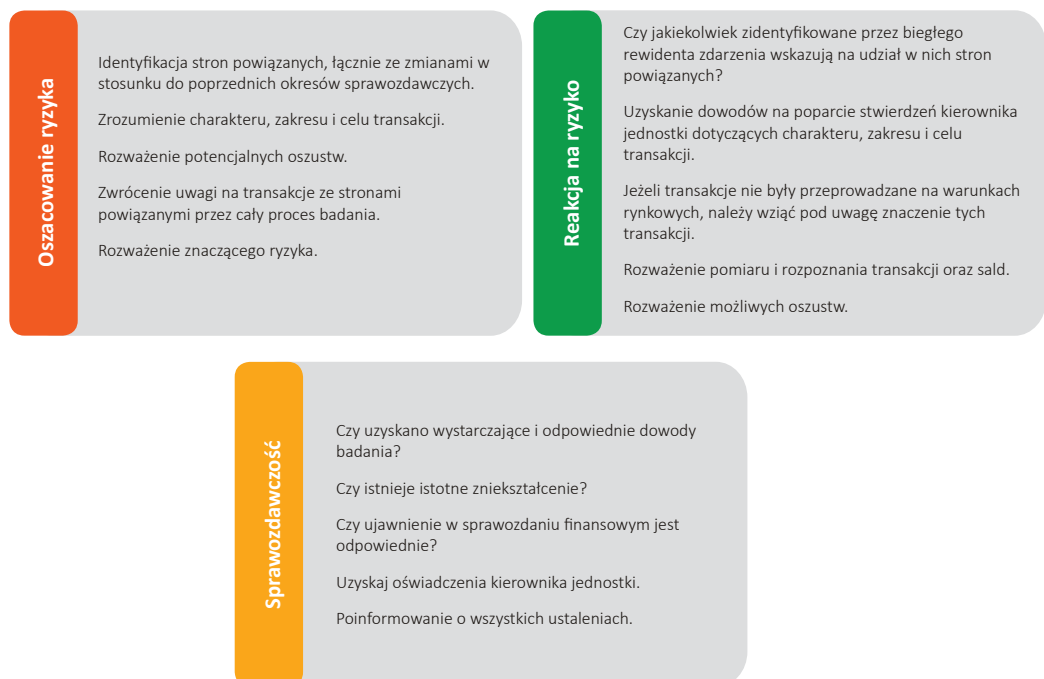 Oszacowanie ryzyka
Identyfikacja stron powiązanych, łącznie ze zmianami w
stosunku do poprzednich okresów sprawozdawczych.
Zrozumienie charakteru, zakresu i celu transakcji.
Rozważenie potencjalnych oszustw.
Zwrócenie uwagi na transakcje ze stronami
powiązanymi przez cały proces badania.
Rozważenie znaczącego ryzyka.
Reakcja na ryzyko
Czy jakiekolwiek zidentyfikowane przez biegłego
rewidenta zdarzenia wskazują na udział w nich stron
powiązanych?
Uzyskanie dowodów na poparcie stwierdzeń kierownika
jednostki dotyczących charakteru, zakresu i celu
transakcji.
Jeżeli transakcje nie były przeprowadzane na warunkach
rynkowych, należy wziąć pod uwagę znaczenie tych
transakcji.
Rozważenie pomiaru i rozpoznania transakcji oraz sald.
Rozważenie możliwych oszustw.
Sprawozdawczość
Czy uzyskano wystarczające i odpowiednie dowody
badania?
Czy istnieje istotne zniekształcenie?
Czy ujawnienie w sprawozdaniu finansowym jest
odpowiednie?
Uzyskaj oświadczenia kierownika jednostki.
Poinformowanie o wszystkich ustaleniach.